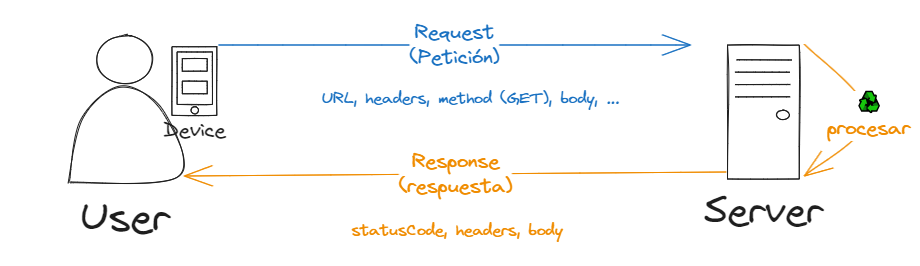 Request
(Petición)
URL, headers, method (GET), body, ...
Device
procesar
Response
(respuesta)
User
Server
statusCode, headers, body